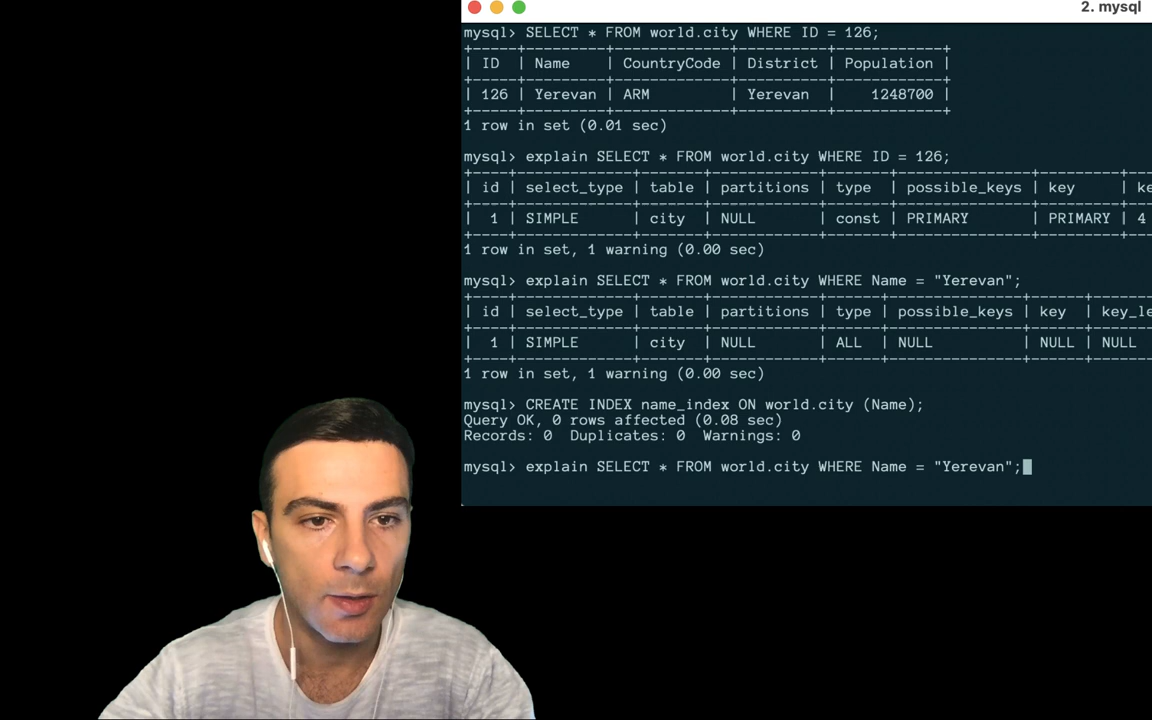 2. mysql
mysql> SELECT * FROM world.city WHERE ID = 126;
+-----+---------+-------------+----------+------------+
| ID | Name | CountryCode | District | Population |
+-----+---------+-------------+----------+------------+
| 126 | Yerevan | ARM | Yerevan | 1248700 |
+-----+---------+-------------+----------+------------+
1 row in set (0.01 sec)
mysql> explain SELECT * FROM world.city WHERE ID = 126;
| id | select_type | table | partitions | type | possible_keys | key | ke
| 1 | SIMPLE | city | NULL | const | PRIMARY | PRIMARY | 4
1 row in set, 1 warning (0.00 sec)
mysql> explain SELECT * FROM world.city WHERE Name = "Yerevan";
| id | select_type | table | partitions | type | possible_keys | key | key_le
| 1 | SIMPLE | city | NULL | ALL | NULL | NULL | NULL
1 row in set, 1 warning (0.00 sec)
mysql> CREATE INDEX name_index ON world.city (Name);
Query OK, 0 rows affected (0.08 sec)
Records: 0 Duplicates: 0 Warnings: 0
mysql> explain SELECT * FROM world.city WHERE Name = "Yerevan";